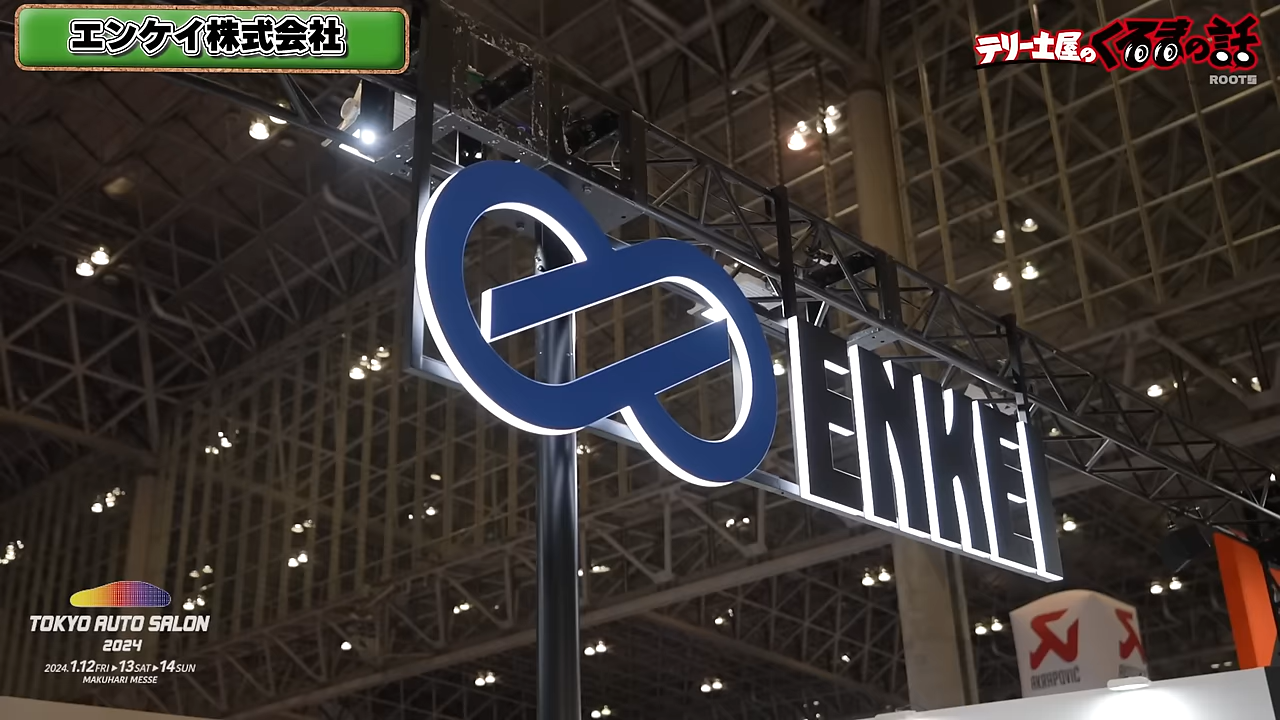 エンケイ株式会社
テリー土屋のくるまの話
ROOTS
ENKEI
TOKYO AUTO SALON
2024
2024.1.12FRI▶13SAT▶14SUN
MAKUHARI MESSE
AKRAPOVIC